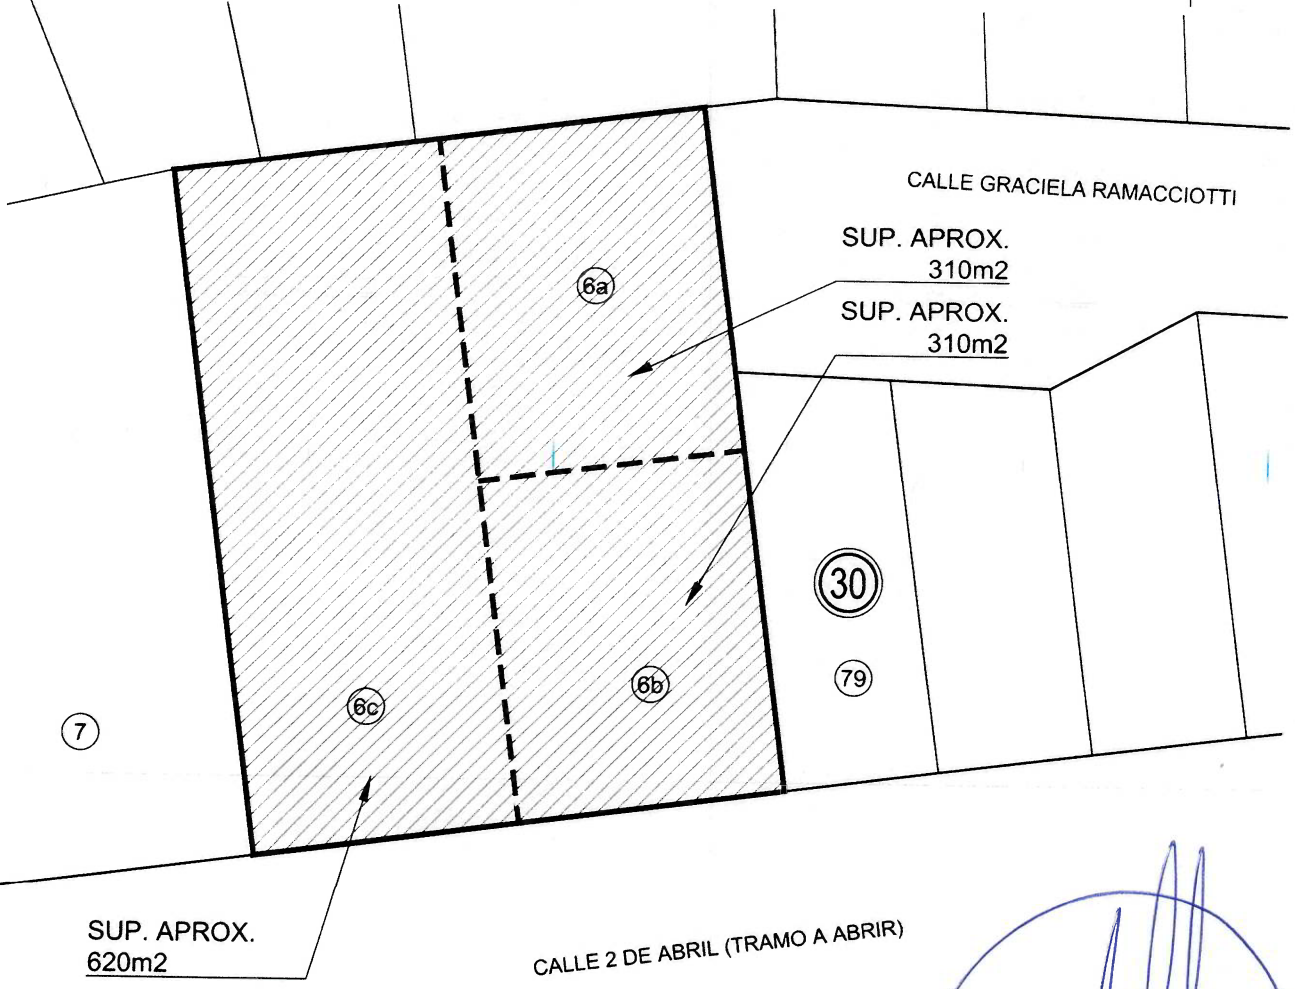 CALLE GRACIELA RAMACCIOTTI
SUP. APROX.
310m2
6a
SUP. APROX.
310m2
30
79
6b
6c
7
SUP. APROX.
620m2
CALLE 2 DE ABRIL (TRAMO A ABRIR)